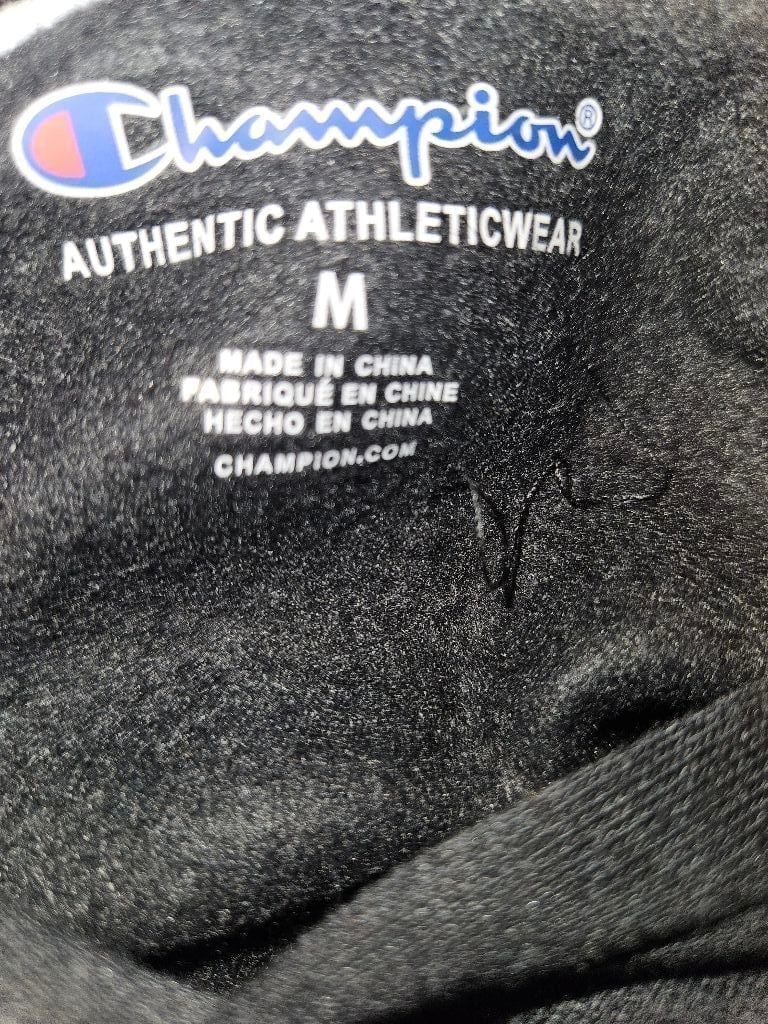 Champion®
AUTHENTIC ATHLETICWEAR
M
MADE IN CHINA
FABRIQUÉ EN CHINE
HECHO EN CHINA
CHAMPION.COM